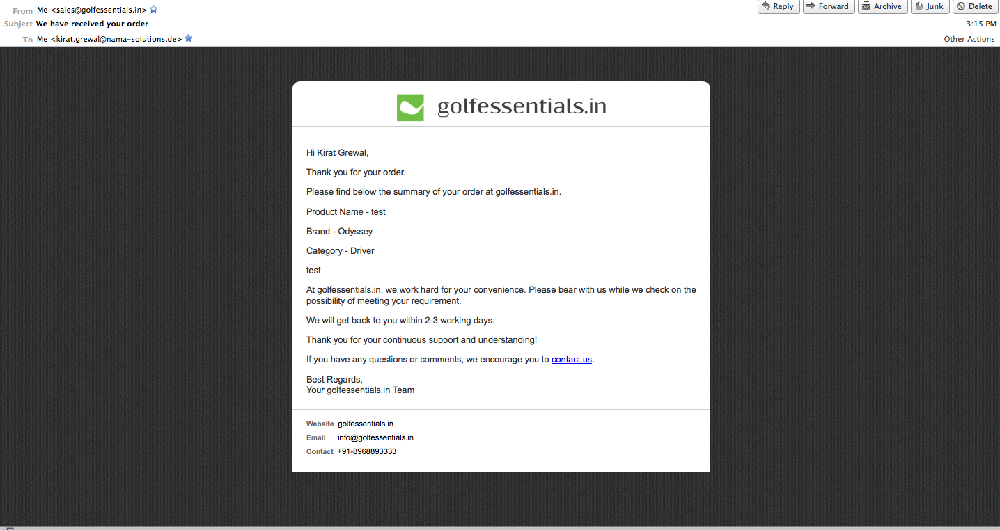 From Me <sales@golfessentials.in>
Reply Forward Archive Junk Delete
Subject We have received your order
3:15 PM
To Me <kirat.grewal@nama-solutions.de>
Other Actions
golfessentials.in
Hi Kirat Grewal,
Thank you for your order.
Please find below the summary of your order at golfessentials.in.
Product Name - test
Brand - Odyssey
Category - Driver
test
At golfessentials.in, we work hard for your convenience. Please bear with us while we check on the
possibility of meeting your requirement.
We will get back to you within 2-3 working days.
Thank you for your continuous support and understanding!
If you have any questions or comments, we encourage you to contact us.
Best Regards,
Your golfessentials.in Team
Website golfessentials.in
Email info@golfessentials.in
Contact +91-8968893333